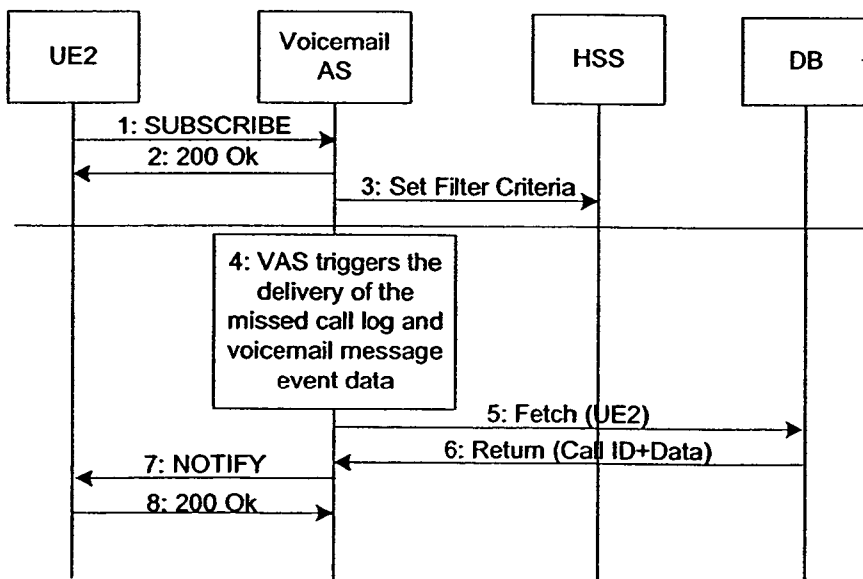 UE2
Voicemail
AS
HSS
DB
1: SUBSCRIBE
2: 200 Ok
3: Set Filter Criteria
4: VAS triggers the
delivery of the
missed call log and
voicemail message
event data
5: Fetch (UE2)
6: Return (Call ID+Data)
7: NOTIFY
8: 200 Ok